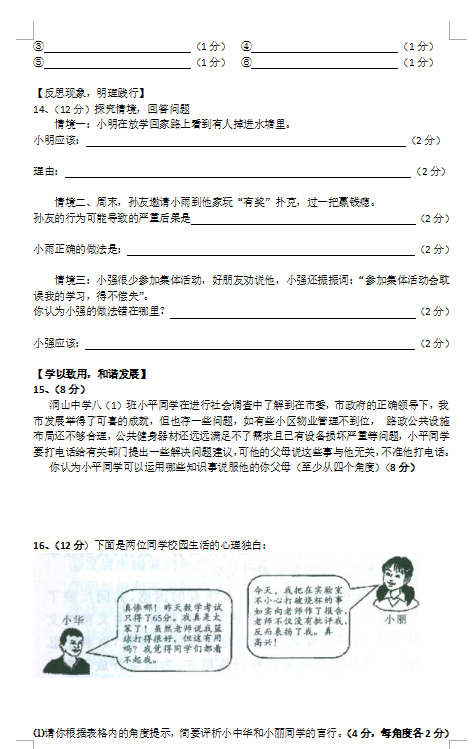 ③（1 分） ④（1 分）
⑤（1 分） ⑥（1 分）
【反思现象，明理践行】
14、（12 分）探究情境，回答问题
情境一：小明在放学回家路上看到有人掉进水塘里。
小明应该：（2 分）
理由：（2 分）
情境二、周末，孙友邀请小雨到他家玩“有奖”扑克，过一把赢钱瘾。
孙友的行为可能导致的严重后果是（2 分）
小雨正确的做法是：（2 分）
情境三：小强很少参加集体活动，好朋友劝说他，小强还振振词：“参加集体活动会耽
误我的学习，得不偿失”。
你认为小强的做法错在哪里？（2 分）
小强应该：（2 分）
【学以致用，和谐发展】
15、（8 分）
洞山中学八（1）班小平同学在进行社会调查中了解到在市委，市政府的正确领导下，我
市发展举得了可喜的成就，但也存一些问题，如有些小区物业管理不到位， 路政公共设施
布局还不够合理，公共健身器材还远远满足不了需求且已有设备损坏严重等问题，小平同学
要打电话给有关部门提出一些解决问题建议，可他的父母说这些事与他无关，不准他打电话。
你认为小平同学可以运用哪些知识事说服他的你父母（至少从四个角度）（8 分）
16、（12 分）下面是两位同学校园生活的心理独白：
真惨哪！昨天数学考试
只得了65分。我真是太
笨了！虽然老师说我篮
球打得很好，但这有用
吗？我觉得同学们都看
不起我。
小华
今天，我把在实验室
不小心打破烧杯的事
如实向老师作了报告，
老师不仅没有批评我，
反而表扬了我。真
高兴！
小丽
(1)请你根据表格内的角度提示，简要评析小中华和小丽同学的言行。（4 分，每角度各 2 分）